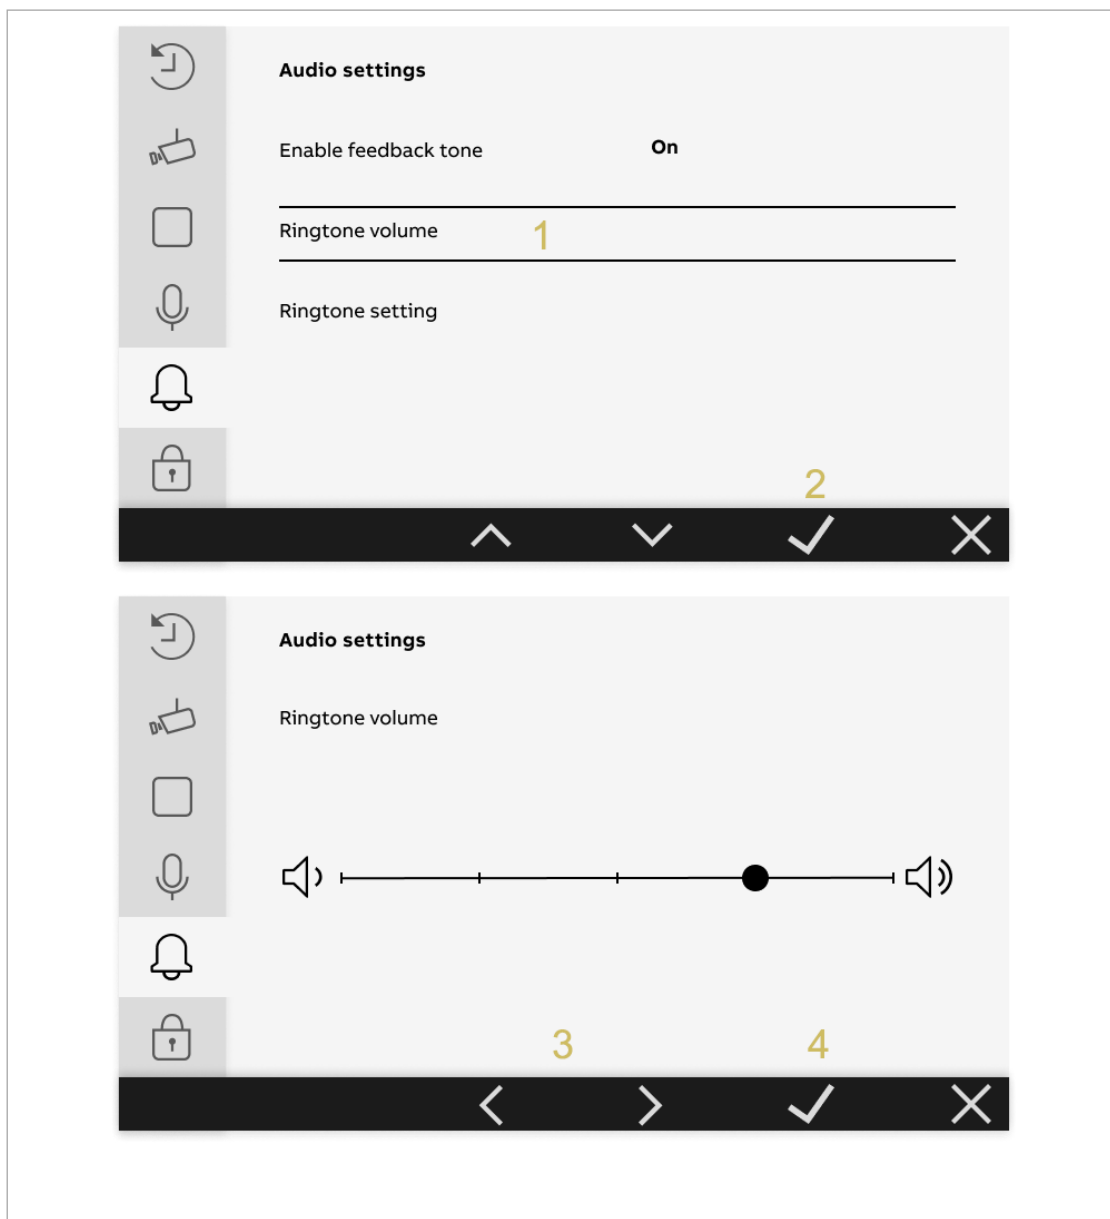 Audio settings
Enable feedback tone On
Ringtone volume 1
Ringtone setting
2
Audio settings
Ringtone volume
3 4